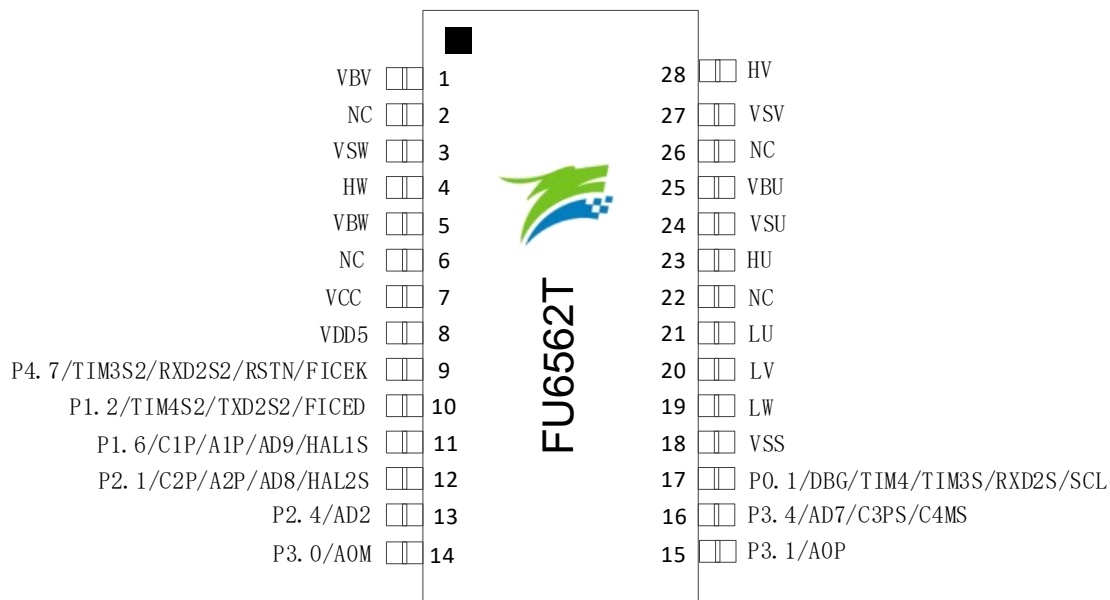 VBV 1 28 HV
NC 2 27 VSV
VSW 3 26 NC
HW 4 25 VBU
VBW 5 24 VSU
NC 6 23 HU
VCC 7 22 NC
VDD5 8 21 LU
P4.7/TIM3S2/RXD2S2/RSTN/FICEK 9 20 LV
P1.2/TIM4S2/TXD2S2/FICED 10 19 LW
P1.6/C1P/A1P/AD9/HAL1S 11 18 VSS
P2.1/C2P/A2P/AD8/HAL2S 12 17 P0.1/DBG/TIM4/TIM3S/RXD2S/SCL
P2.4/AD2 13 16 P3.4/AD7/C3PS/C4MS
P3.0/A0M 14 15 P3.1/A0P
FU6562T